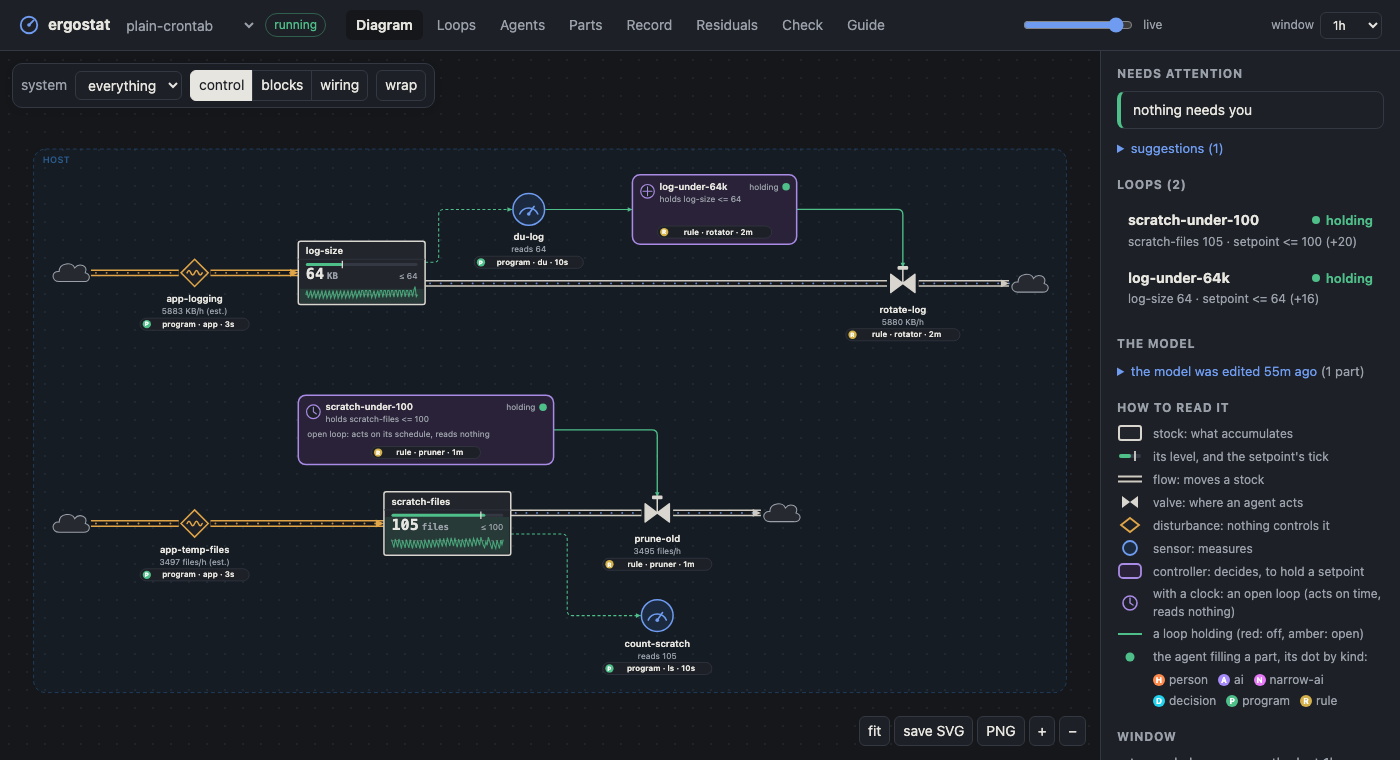 ergostat plain-crontab running Diagram Loops Agents Parts Record Residuals Check Guide live window 1h
system everything control blocks wiring wrap
HOST
log-under-64k holding
holds log-size <= 64
rule · rotator · 2m
du-log
reads 64
P program · du · 10s
log-size
64 KB ≤ 64
app-logging
5883 KB/h (est.)
P program · app · 3s
rotate-log
5880 KB/h
R rule · rotator · 2m
scratch-under-100 holding
holds scratch-files <= 100
open loop: acts on its schedule, reads nothing
R rule · pruner · 1m
scratch-files
105 files ≤ 100
app-temp-files
3497 files/h (est.)
P program · app · 3s
prune-old
3495 files/h
R rule · pruner · 1m
count-scratch
reads 105
P program · ls · 10s
fit save SVG PNG + −
NEEDS ATTENTION
nothing needs you
suggestions (1)
LOOPS (2)
scratch-under-100 holding
scratch-files 105 · setpoint <= 100 (+20)
log-under-64k holding
log-size 64 · setpoint <= 64 (+16)
THE MODEL
the model was edited 55m ago (1 part)
HOW TO READ IT
stock: what accumulates
its level, and the setpoint's tick
flow: moves a stock
valve: where an agent acts
disturbance: nothing controls it
sensor: measures
controller: decides, to hold a setpoint
with a clock: an open loop (acts on time,
reads nothing)
a loop holding (red: off, amber: open)
the agent filling a part, its dot by kind:
H person A ai N narrow-ai
D decision P program R rule
WINDOW